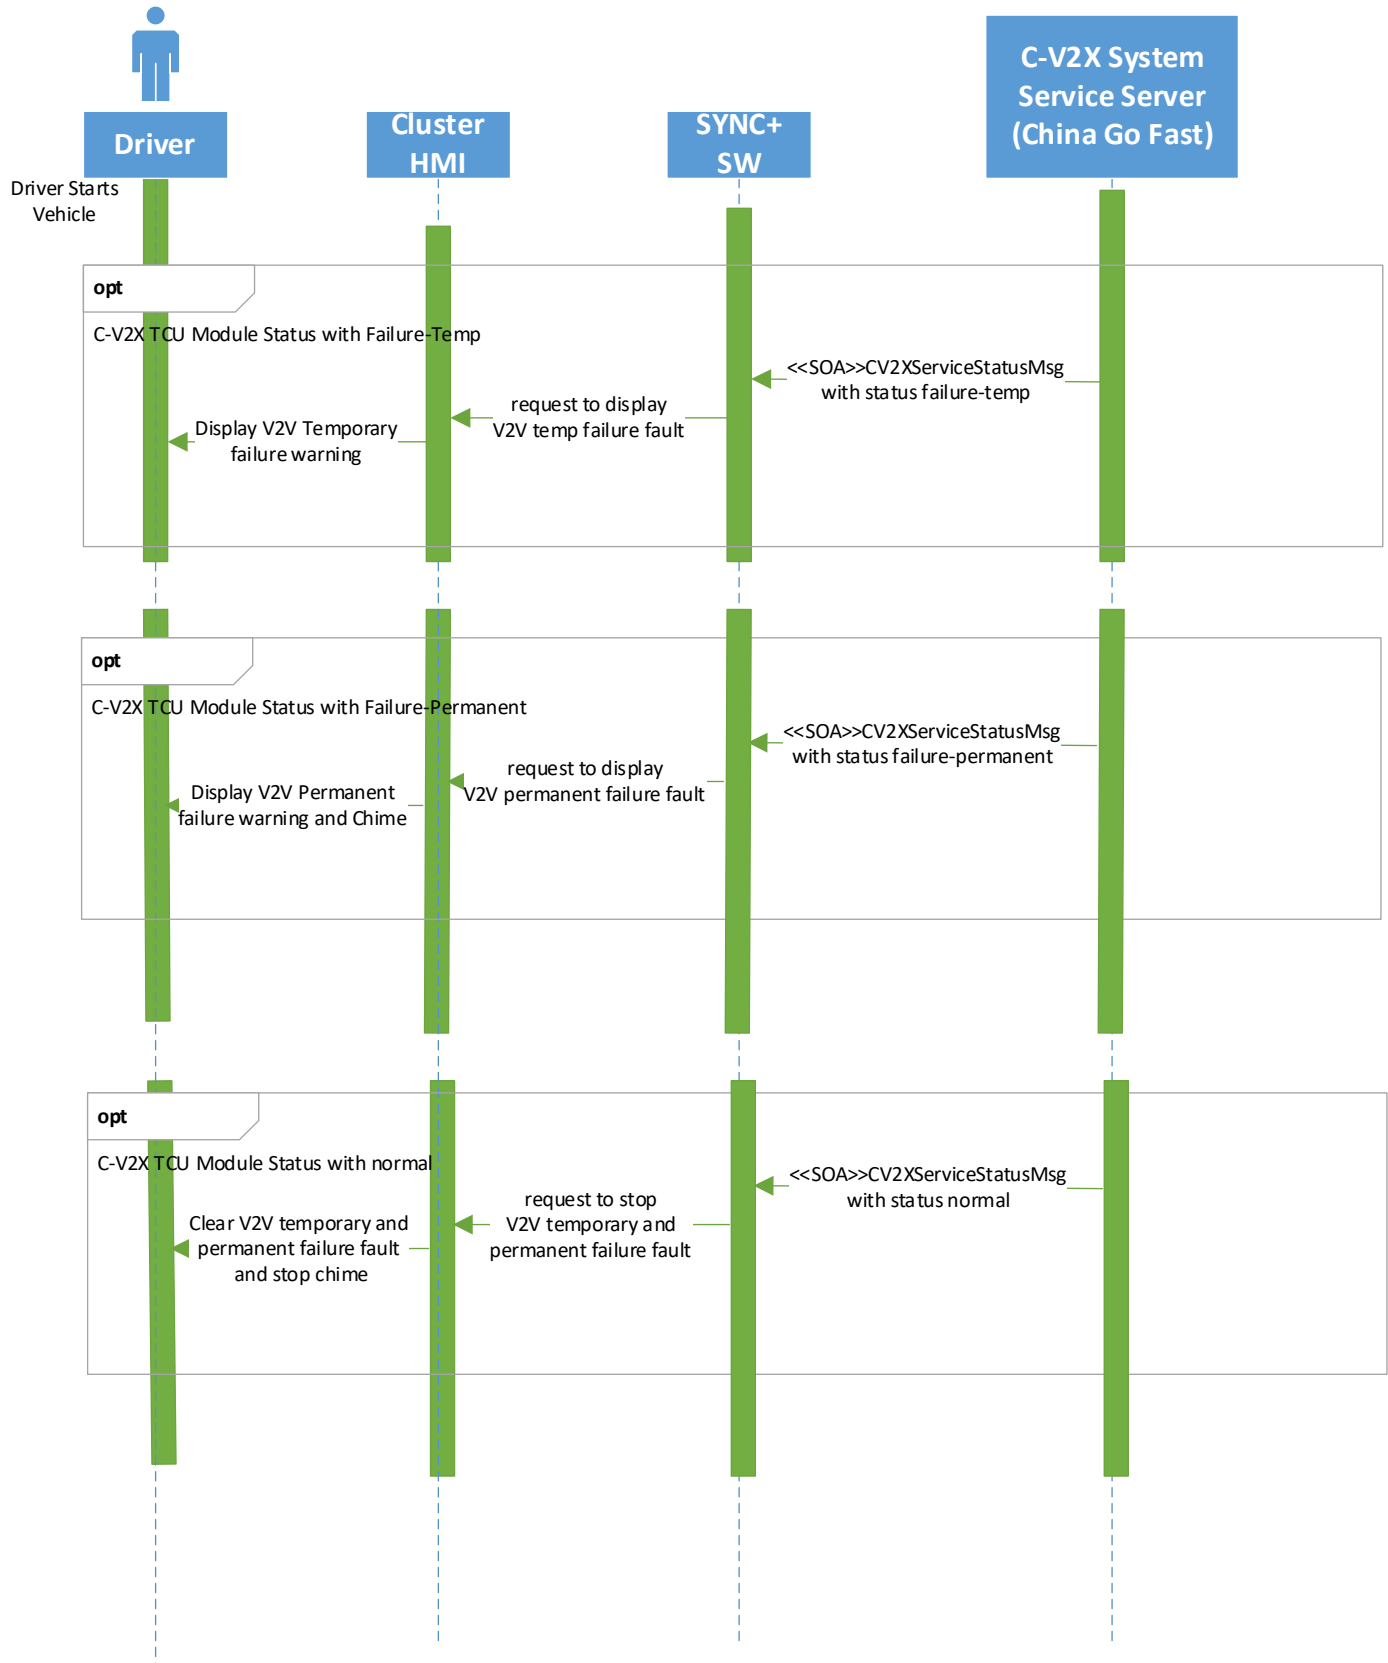 Driver
Cluster
HMI
SYNC+
SW
C-V2X System
Service Server
(China Go Fast)
Driver Starts
Vehicle
opt
C-V2X TCU Module Status with Failure-Temp
<<SOA>>CV2XServiceStatusMsg
with status failure-temp
request to display
V2V temp failure fault
Display V2V Temporary
failure warning
opt
C-V2X TCU Module Status with Failure-Permanent
<<SOA>>CV2XServiceStatusMsg
with status failure-permanent
request to display
V2V permanent failure fault
Display V2V Permanent
failure warning and Chime
opt
C-V2X TCU Module Status with normal
<<SOA>>CV2XServiceStatusMsg
with status normal
request to stop
V2V temporary and
permanent failure fault
Clear V2V temporary and
permanent failure fault
and stop chime